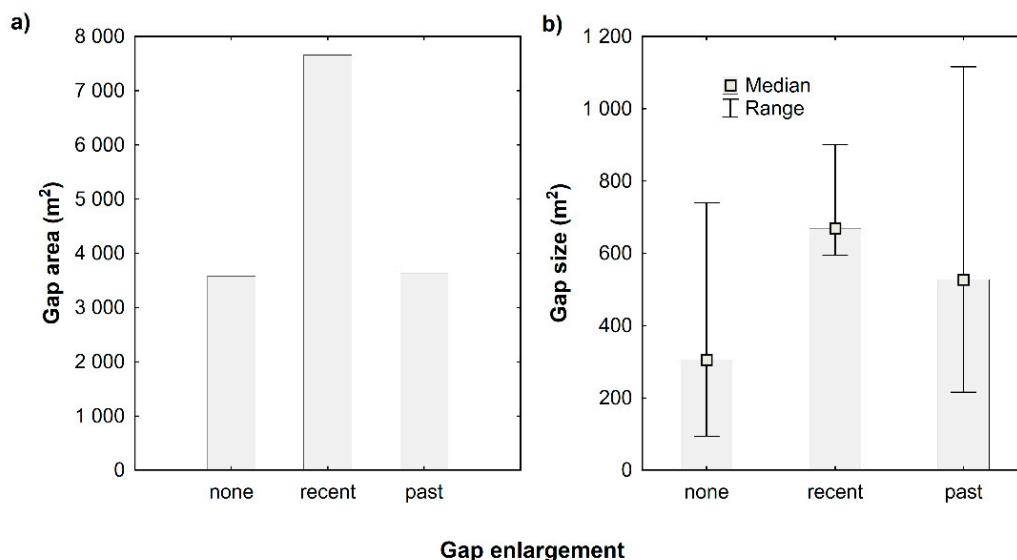 a)
Gap area (m²)
8 000
7 000
6 000
5 000
4 000
3 000
2 000
1 000
0
none recent past
b)
Gap size (m²)
1 200
1 000
800
600
400
200
0
Median
Range
none recent past
Gap enlargement